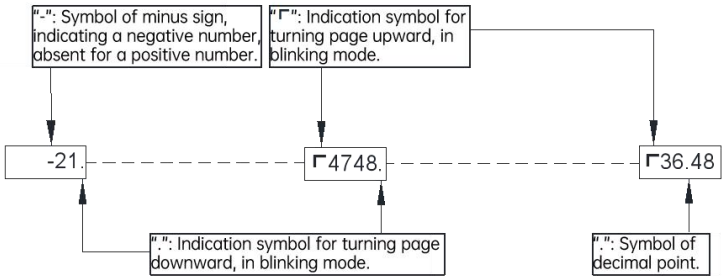 "-": Symbol of minus sign,
indicating a negative number,
absent for a positive number.
"Γ": Indication symbol for
turning page upward, in
blinking mode.
-21.
Γ4748.
Γ36.48
".": Indication symbol for turning page
downward, in blinking mode.
".": Symbol of
decimal point.